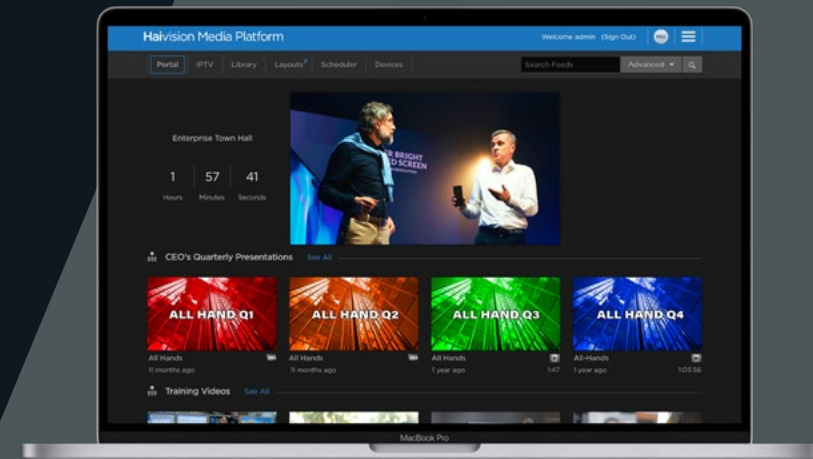 Haivision Media Platform
Welcome admin (Sign Out)
PRO
Portal
IPTV
Library
Layouts
Scheduler
Devices
Search Feeds
Advanced
Enterprise Town Hall
1
57
41
Hours
Minutes
Seconds
R BRIGHT
D SCREEN
CEO's Quarterly Presentations
See All
ALL HAND Q1
ALL HAND Q2
ALL HAND Q3
ALL HAND Q4
All Hands
All Hands
All Hands
All-Hands
11 months ago
11 months ago
1 year ago
1:47
1 year ago
1:03:56
Training Videos
See All
MacBook Pro